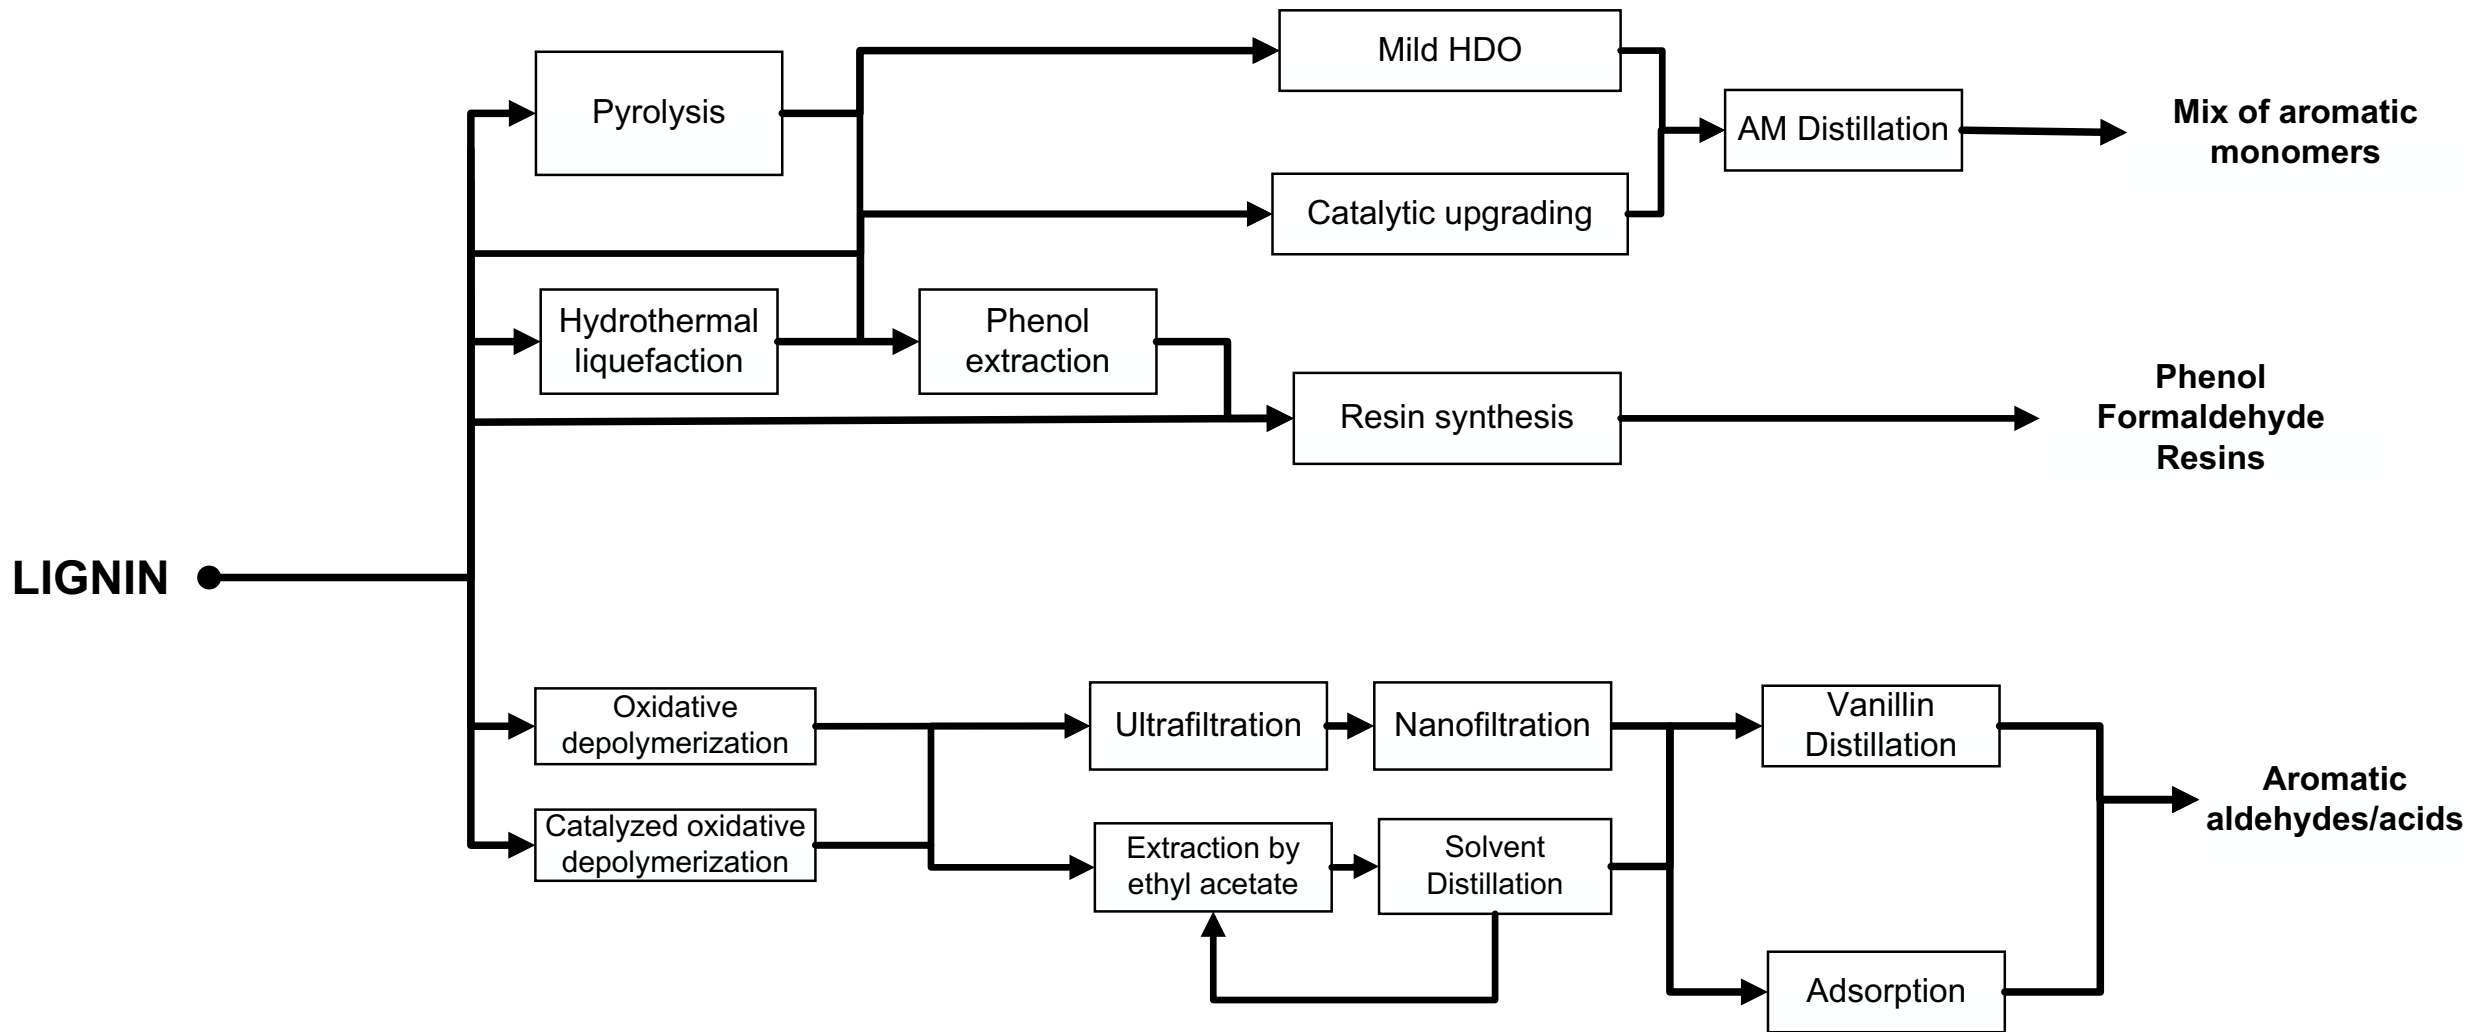 Mild HDO
Pyrolysis
AM Distillation
Mix of aromatic
monomers
Catalytic upgrading
Hydrothermal
liquefaction
Phenol
extraction
Resin synthesis
Phenol
Formaldehyde
Resins
LIGNIN
Oxidative
depolymerization
Ultrafiltration
Nanofiltration
Vanillin
Distillation
Aromatic
aldehydes/acids
Catalyzed oxidative
depolymerization
Extraction by
ethyl acetate
Solvent
Distillation
Adsorption